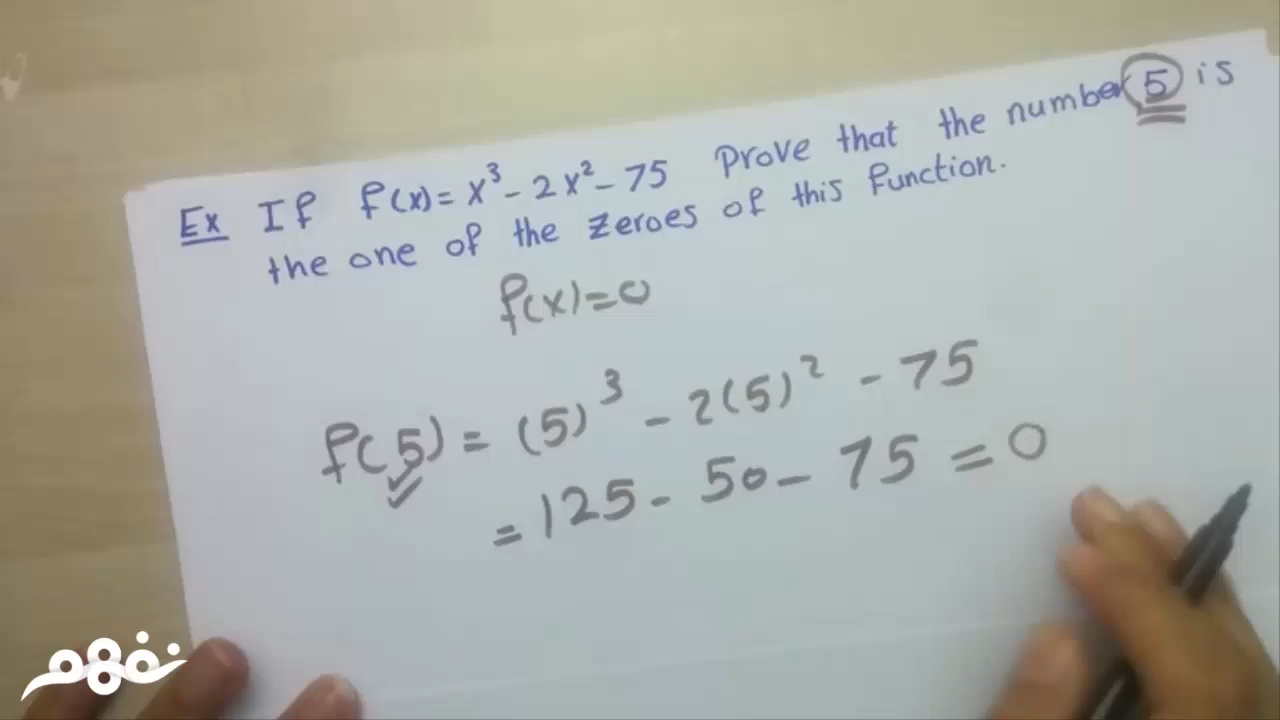 Ex If f(x) = x³ - 2x² - 75 Prove that the number 5 is
the one of the zeroes of this function.
f(x) = 0
f(5) = (5)³ - 2(5)² - 75
= 125 - 50 - 75 = 0
نفهم